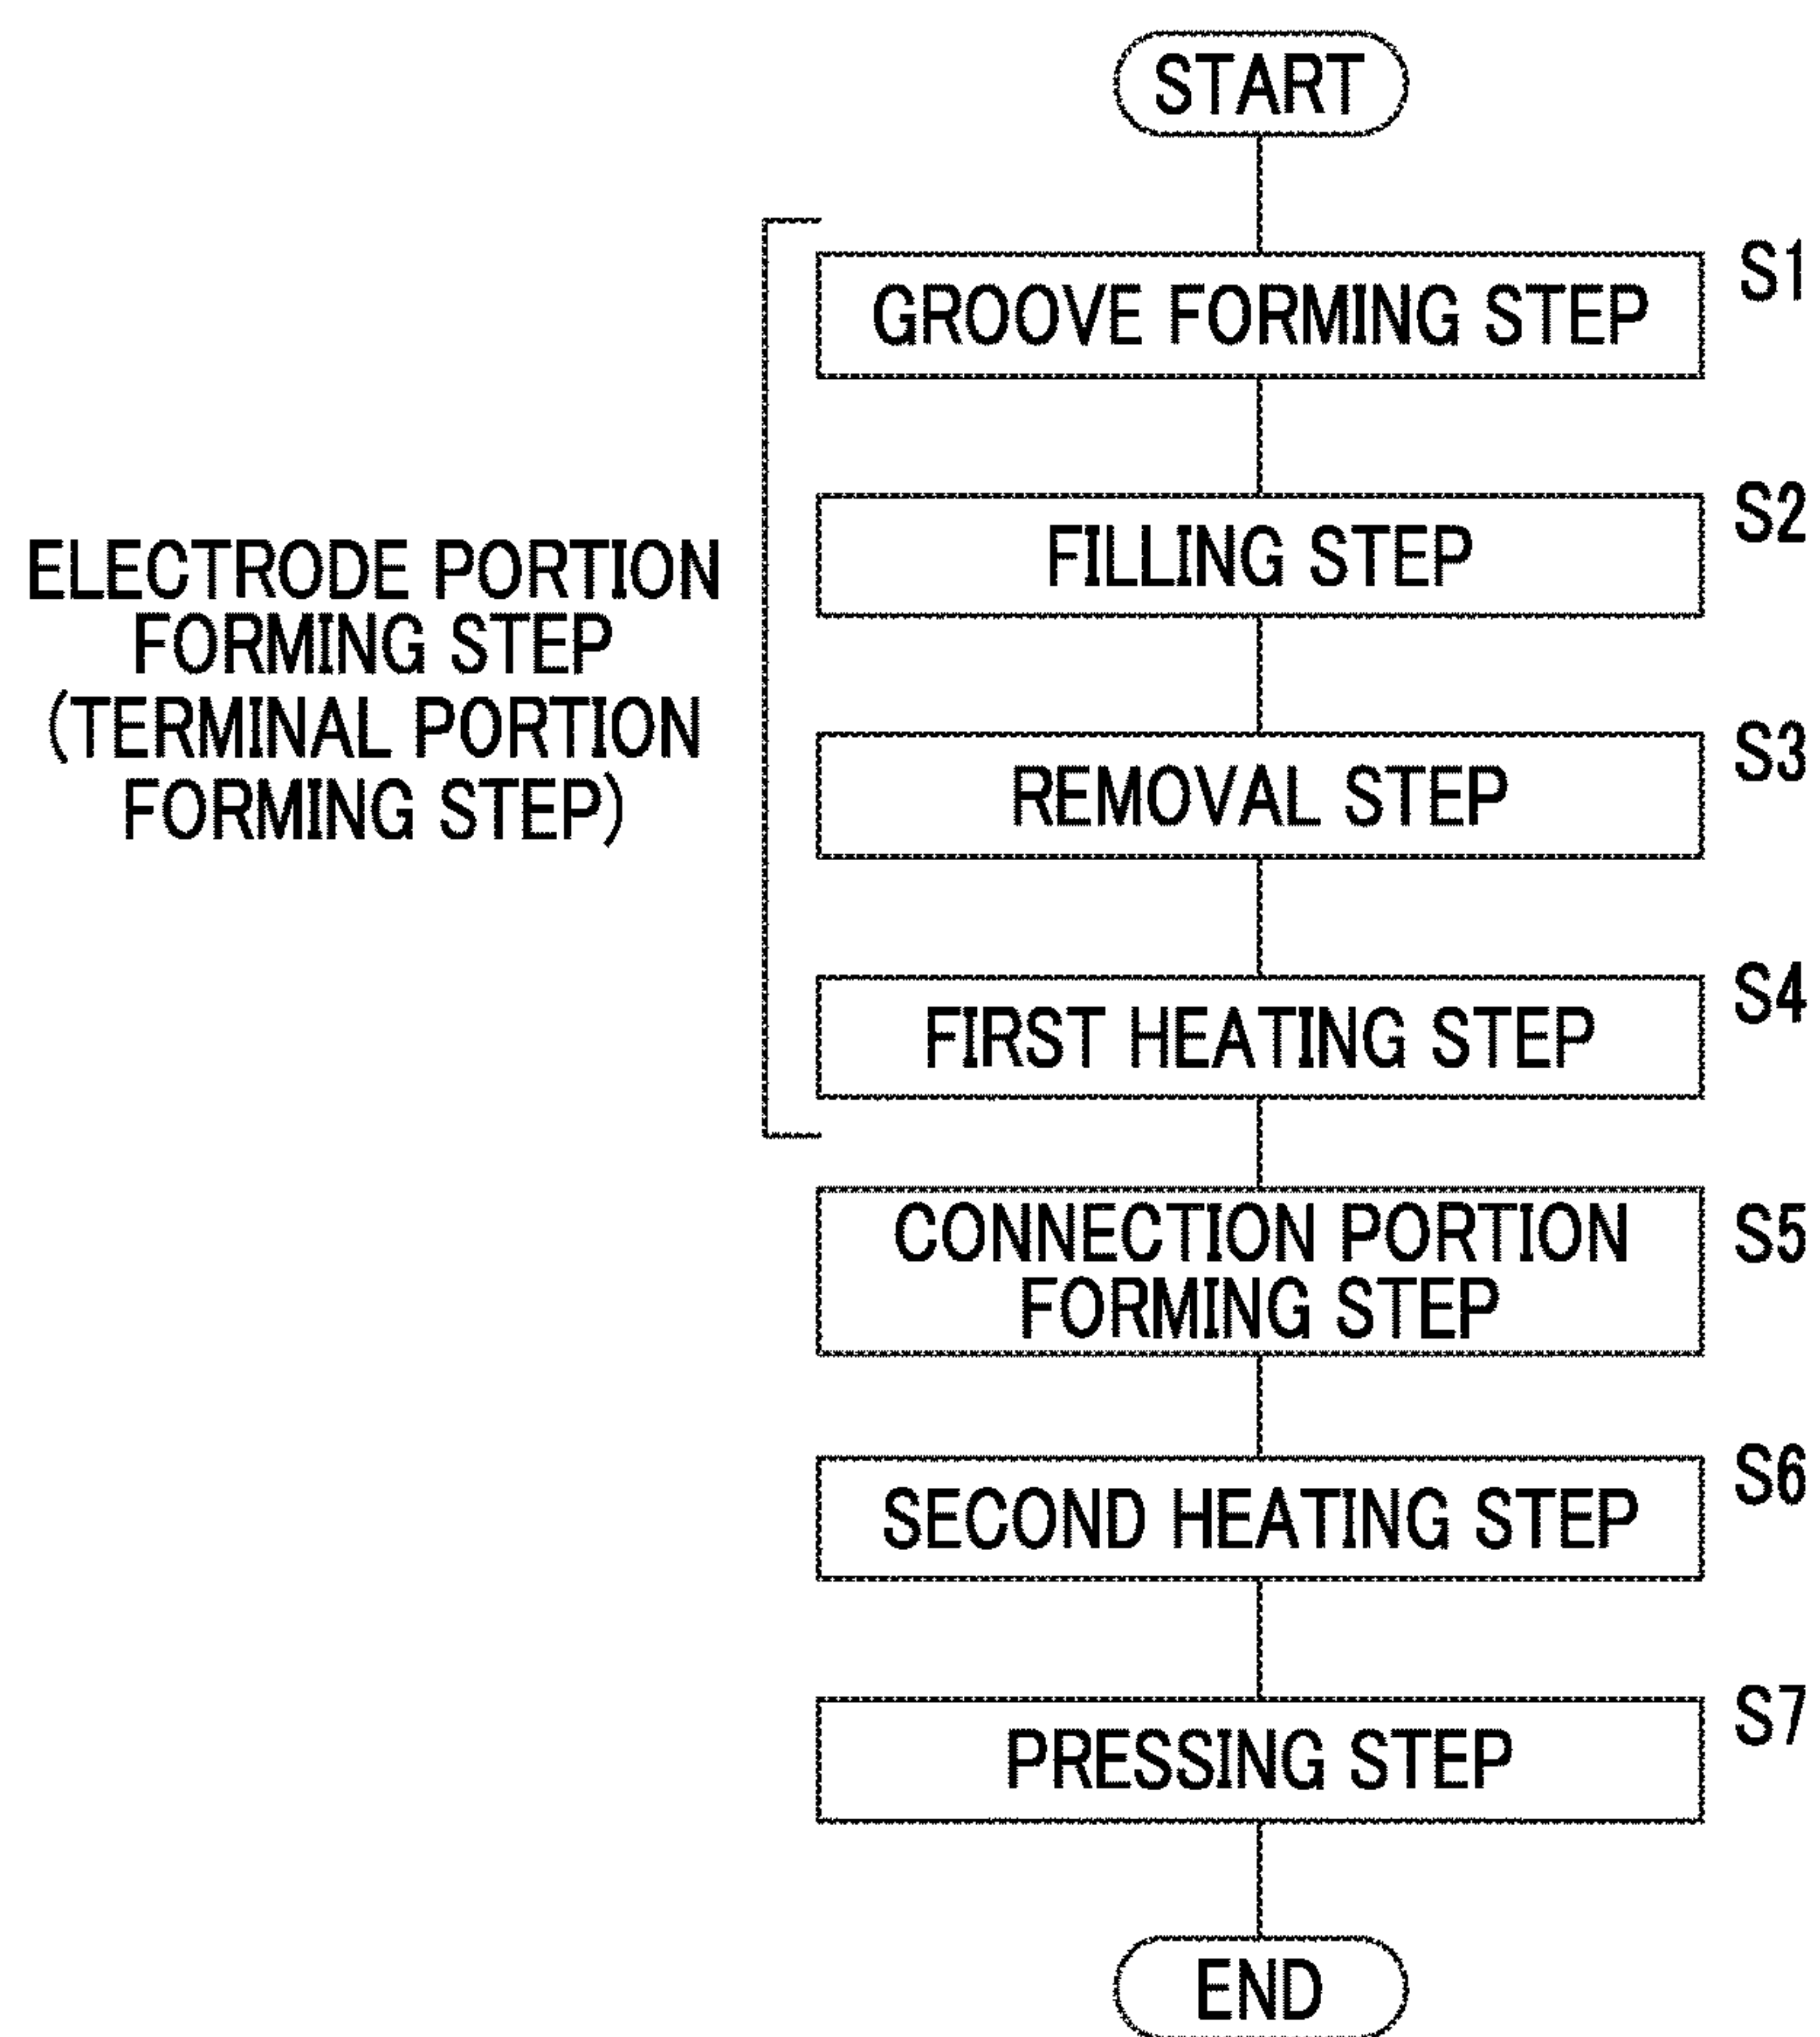 START
GROOVE FORMING STEP
S1
FILLING STEP
S2
ELECTRODE PORTION
FORMING STEP
(TERMINAL PORTION
FORMING STEP)
REMOVAL STEP
S3
FIRST HEATING STEP
S4
CONNECTION PORTION
FORMING STEP
S5
SECOND HEATING STEP
S6
PRESSING STEP
S7
END